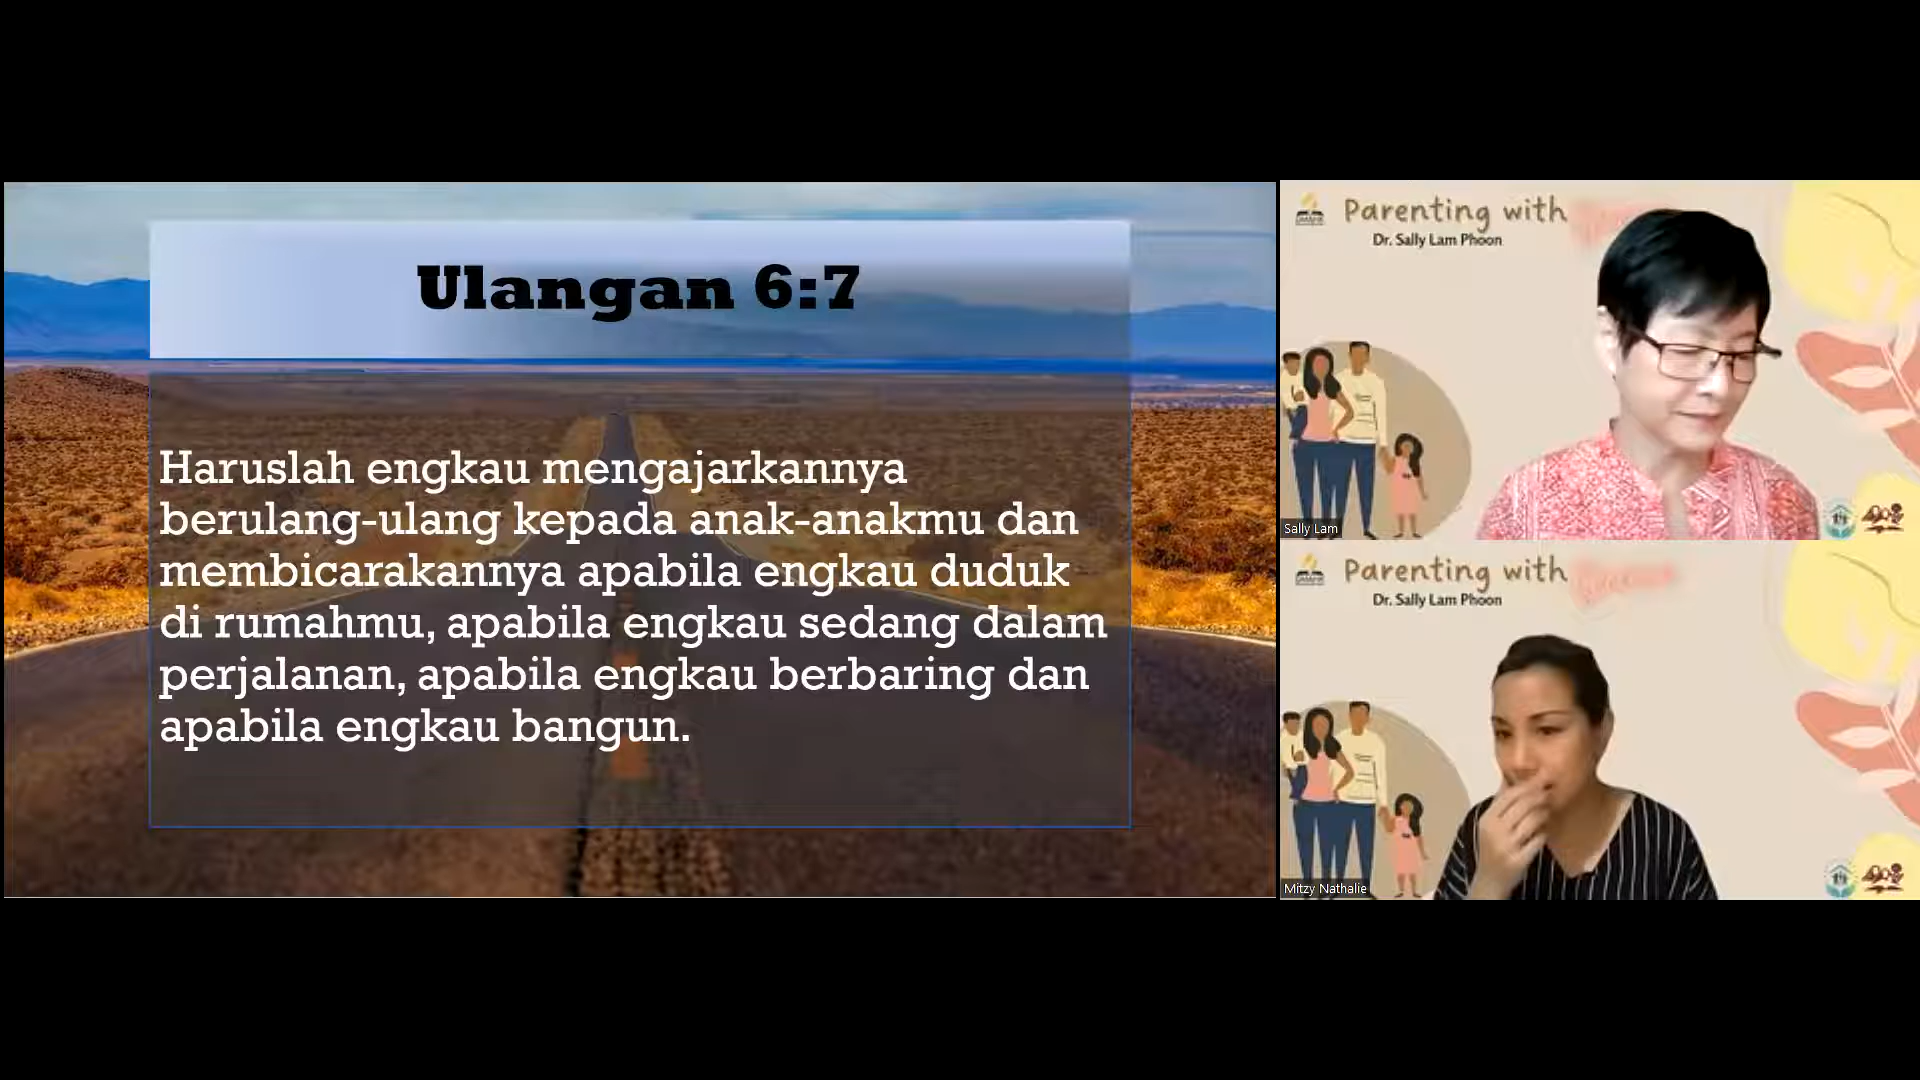 Ulangan 6:7
Haruslah engkau mengajarkannya
berulang-ulang kepada anak-anakmu dan
membicarakannya apabila engkau duduk
di rumahmu, apabila engkau sedang dalam
perjalanan, apabila engkau berbaring dan
apabila engkau bangun.
Parenting with
Dr. Sally Lam Phoon
Sally Lam
Parenting with
Dr. Sally Lam Phoon
Mitzy Nathalie